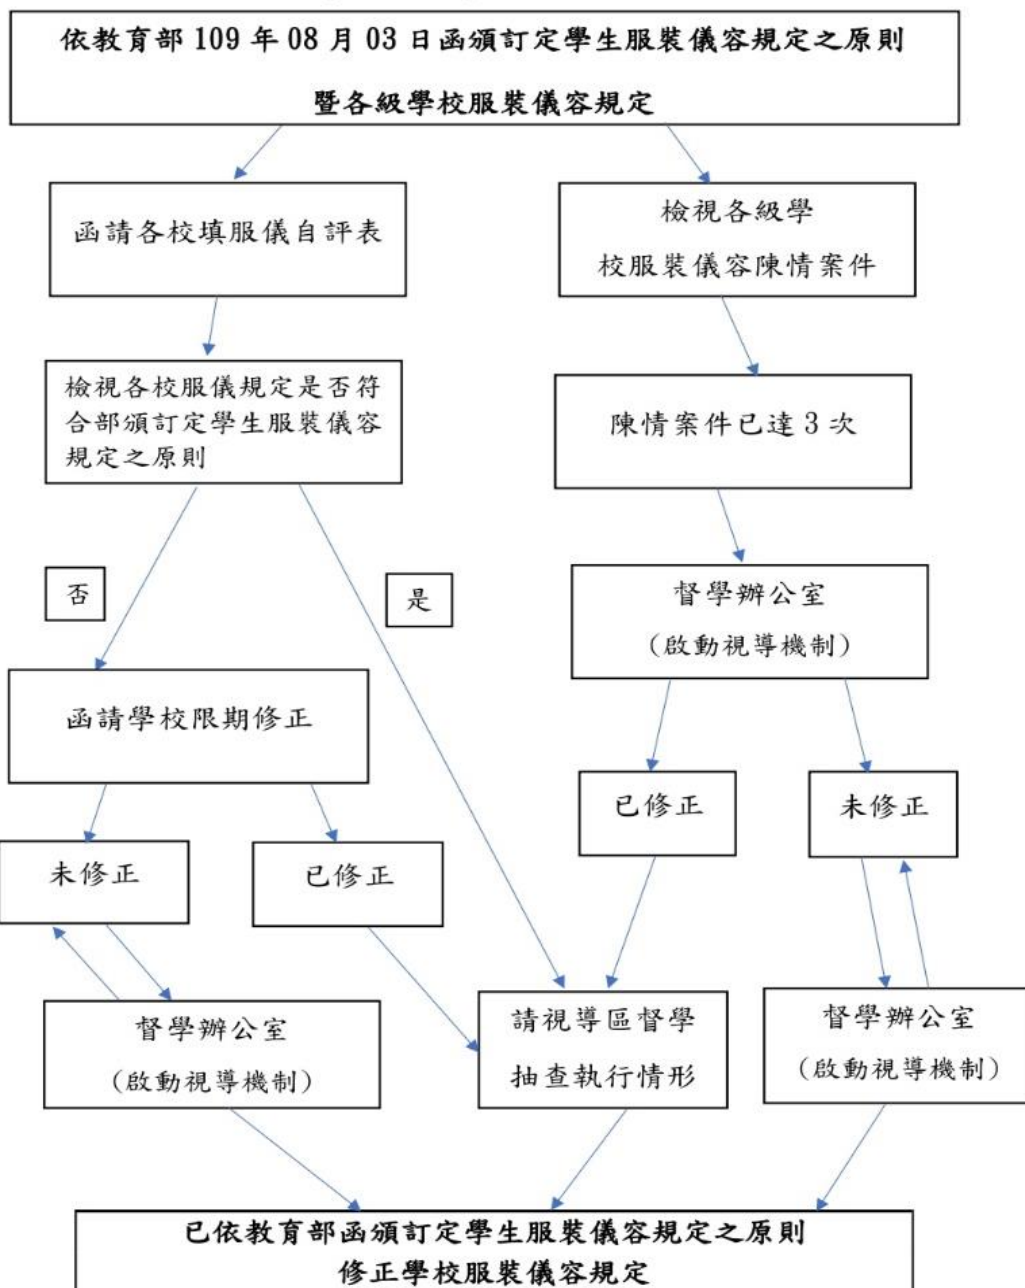 依教育部 109 年 08 月 03 日函頒訂定學生服裝儀容規定之原則
暨各級學校服裝儀容規定
函請各校填服儀自評表
檢視各級學
校服裝儀容陳情案件
檢視各校服儀規定是否符
合部頒訂定學生服裝儀容
規定之原則
陳情案件已達 3 次
否
是
督學辦公室
(啟動視導機制)
函請學校限期修正
已修正
未修正
未修正
已修正
督學辦公室
(啟動視導機制)
請視導區督學
抽查執行情形
督學辦公室
(啟動視導機制)
已依教育部函頒訂定學生服裝儀容規定之原則
修正學校服裝儀容規定